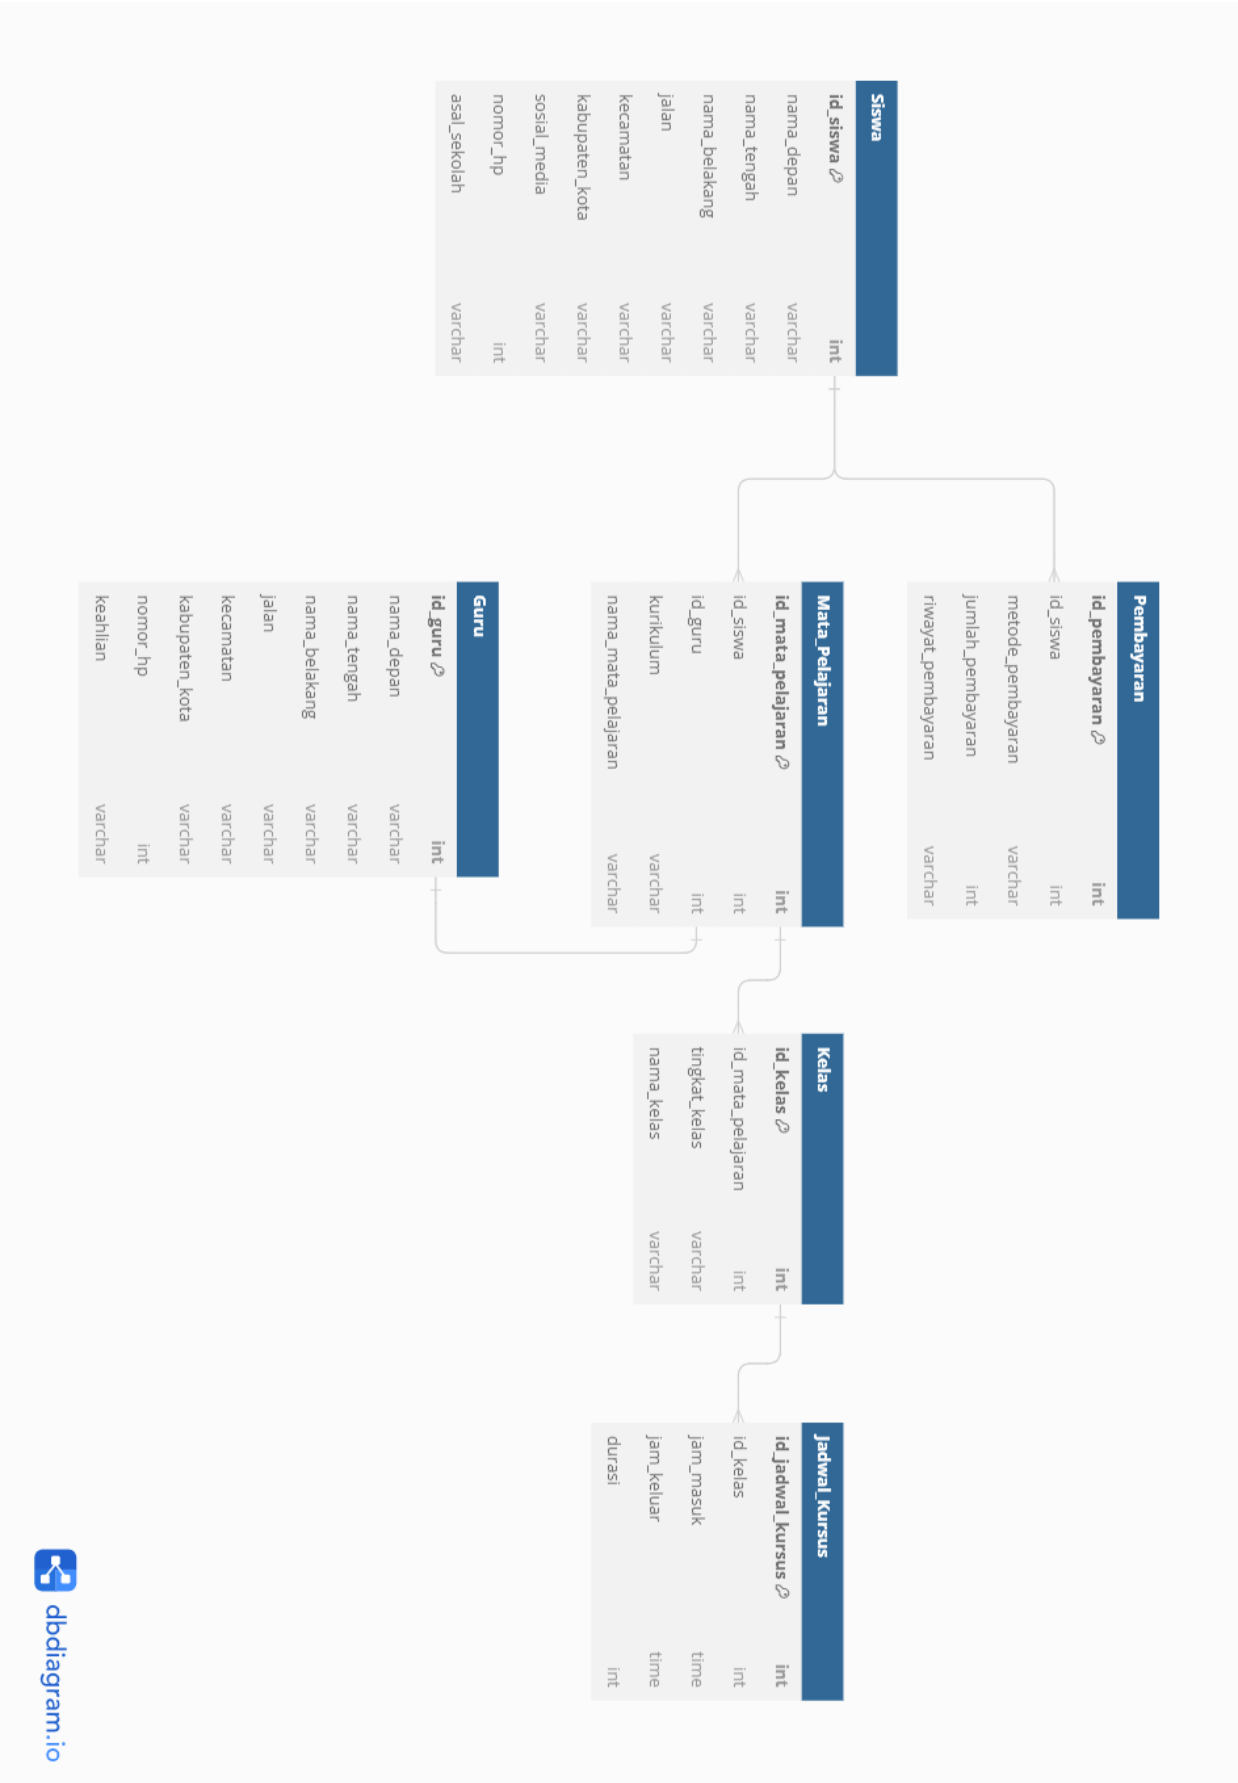 Siswa
id_siswa int
nama_depan varchar
nama_tengah varchar
nama_belakang varchar
jalan varchar
kecamatan varchar
kabupaten_kota varchar
sosial_media varchar
nomor_hp int
asal_sekolah varchar
Pembayaran
id_pembayaran int
id_siswa int
metode_pembayaran varchar
jumlah_pembayaran int
riwayat_pembayaran varchar
Mata_Pelajaran
id_mata_pelajaran int
id_siswa int
id_guru int
kurikulum varchar
nama_mata_pelajaran varchar
Guru
id_guru int
nama_depan varchar
nama_tengah varchar
nama_belakang varchar
jalan varchar
kecamatan varchar
kabupaten_kota varchar
nomor_hp int
keahlian varchar
Kelas
id_kelas int
id_mata_pelajaran int
tingkat_kelas varchar
nama_kelas varchar
Jadwal_Kursus
id_jadwal_kursus int
id_kelas int
jam_masuk time
jam_keluar time
durasi int
dbdiagram.io